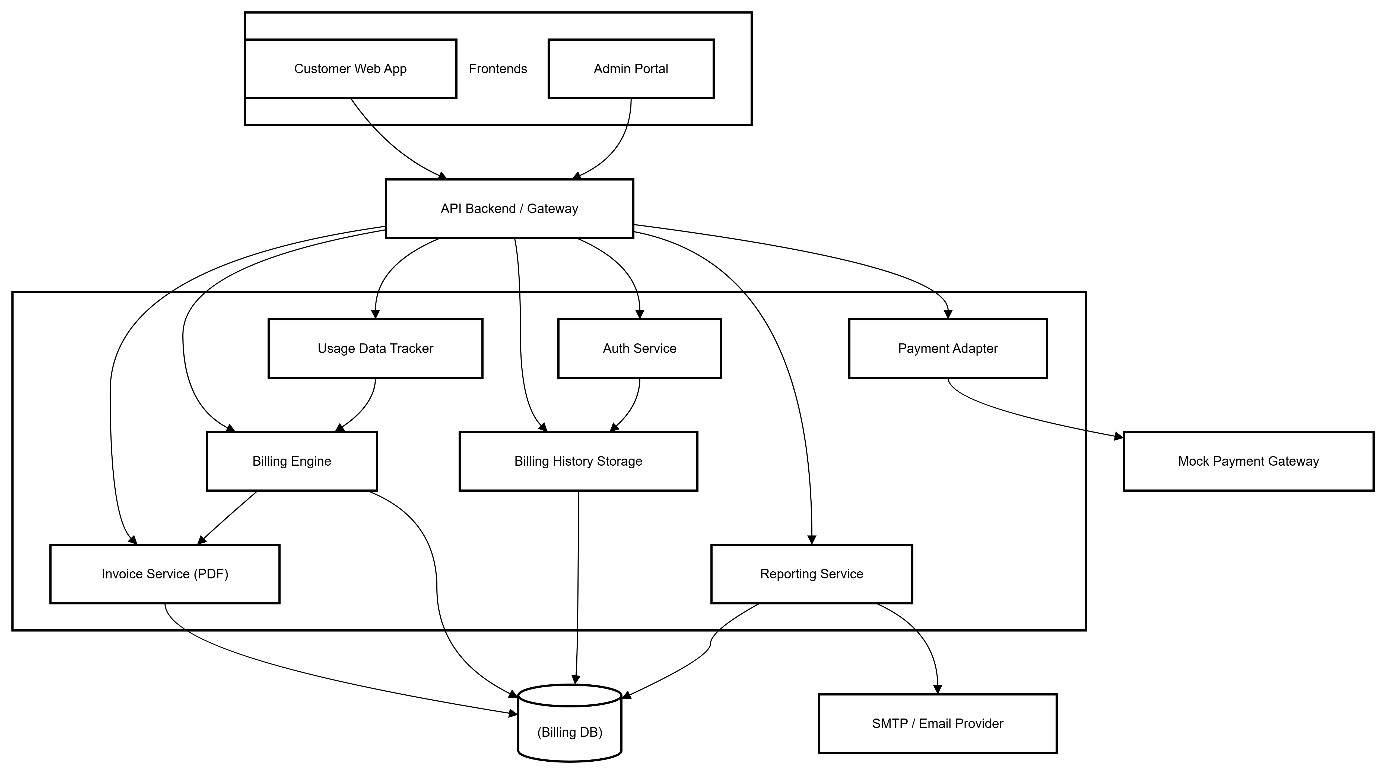 Customer Web App
Frontends
Admin Portal
API Backend / Gateway
Usage Data Tracker
Auth Service
Payment Adapter
Billing Engine
Billing History Storage
Mock Payment Gateway
Invoice Service (PDF)
Reporting Service
(Billing DB)
SMTP / Email Provider